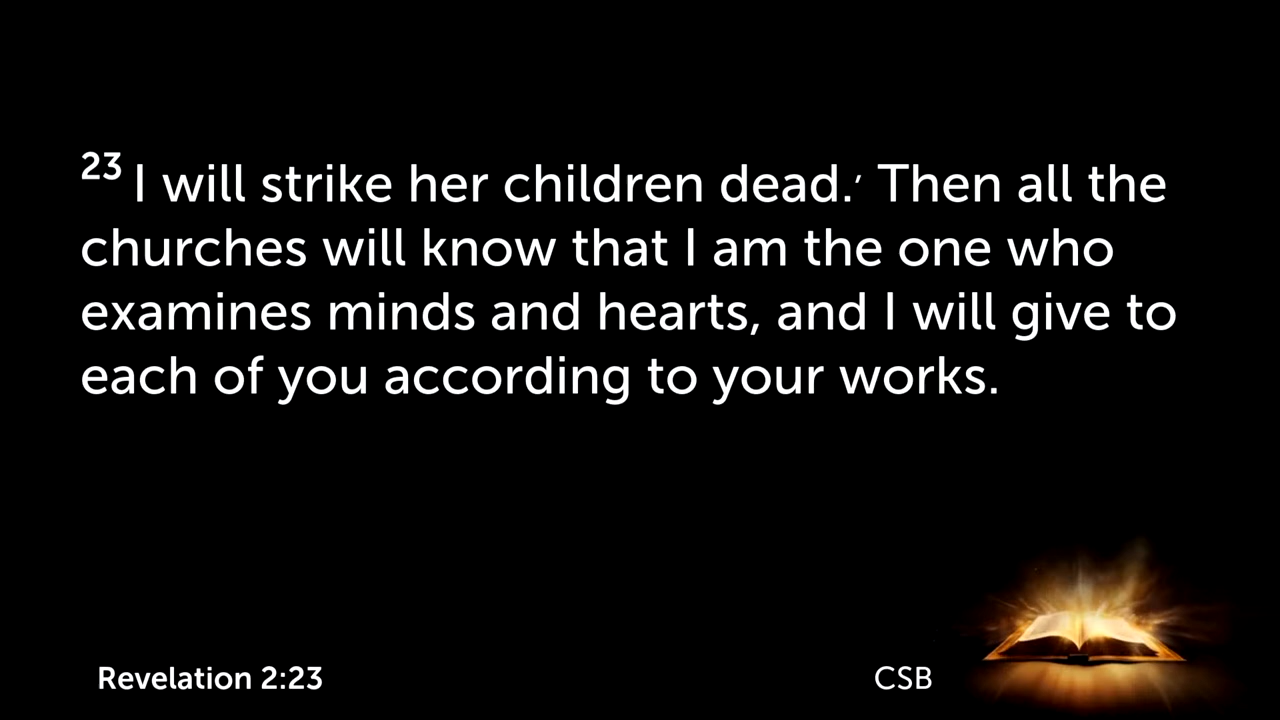 23 I will strike her children dead.′ Then all the
churches will know that I am the one who
examines minds and hearts, and I will give to
each of you according to your works.
Revelation 2:23
CSB